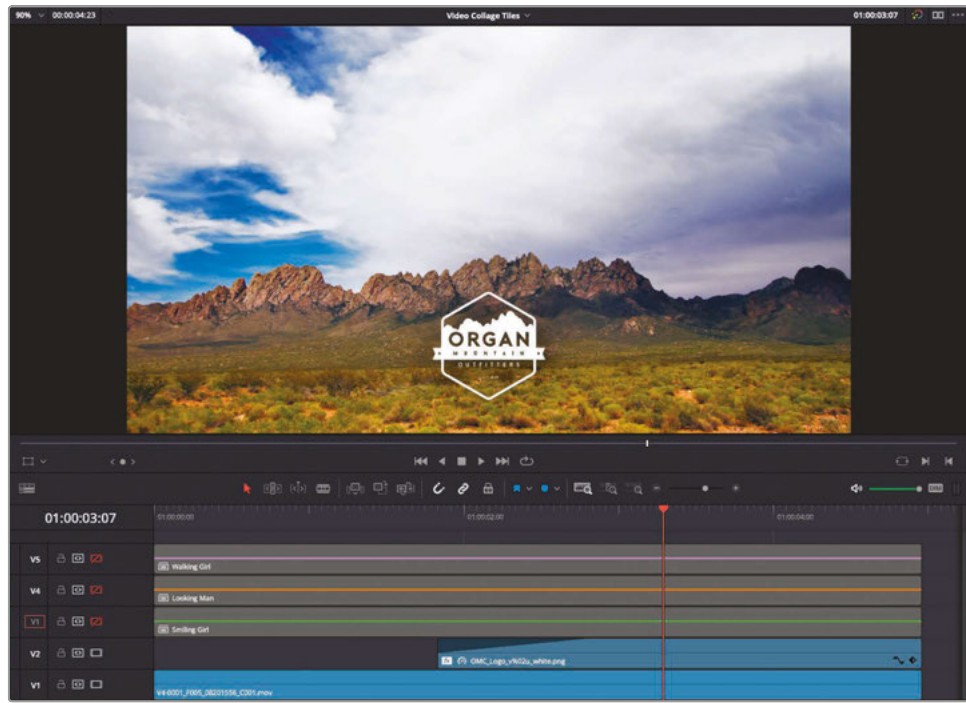 90% 00:00:04:23 Video Collage Tiles 01:00:03:07
ORGAN
MOUNTAIN
OUTFITTERS
01:00:03:07 01:00:00:00 01:00:02:00 01:00:04:00
V5 Walking Girl
V4 Looking Man
V1 Smiling Girl
V2 fx OMC_Logo_v%02u_white.png
V1 V4-0001_F005_08201556_C001.mov
DIM